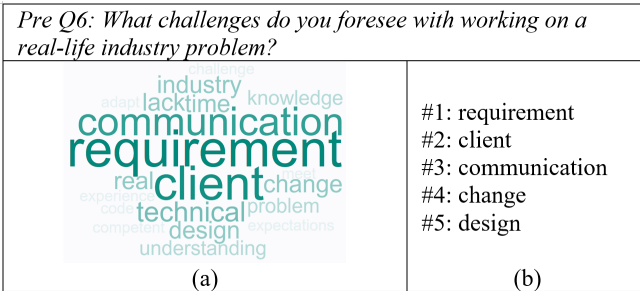 Pre Q6: What challenges do you foresee with working on a
real-life industry problem?
challenge
industry
adapt lacktime knowledge
communication
requirement
meet
real client change
experience
code technical problem
competent design expectations
understanding
(a)
#1: requirement
#2: client
#3: communication
#4: change
#5: design
(b)